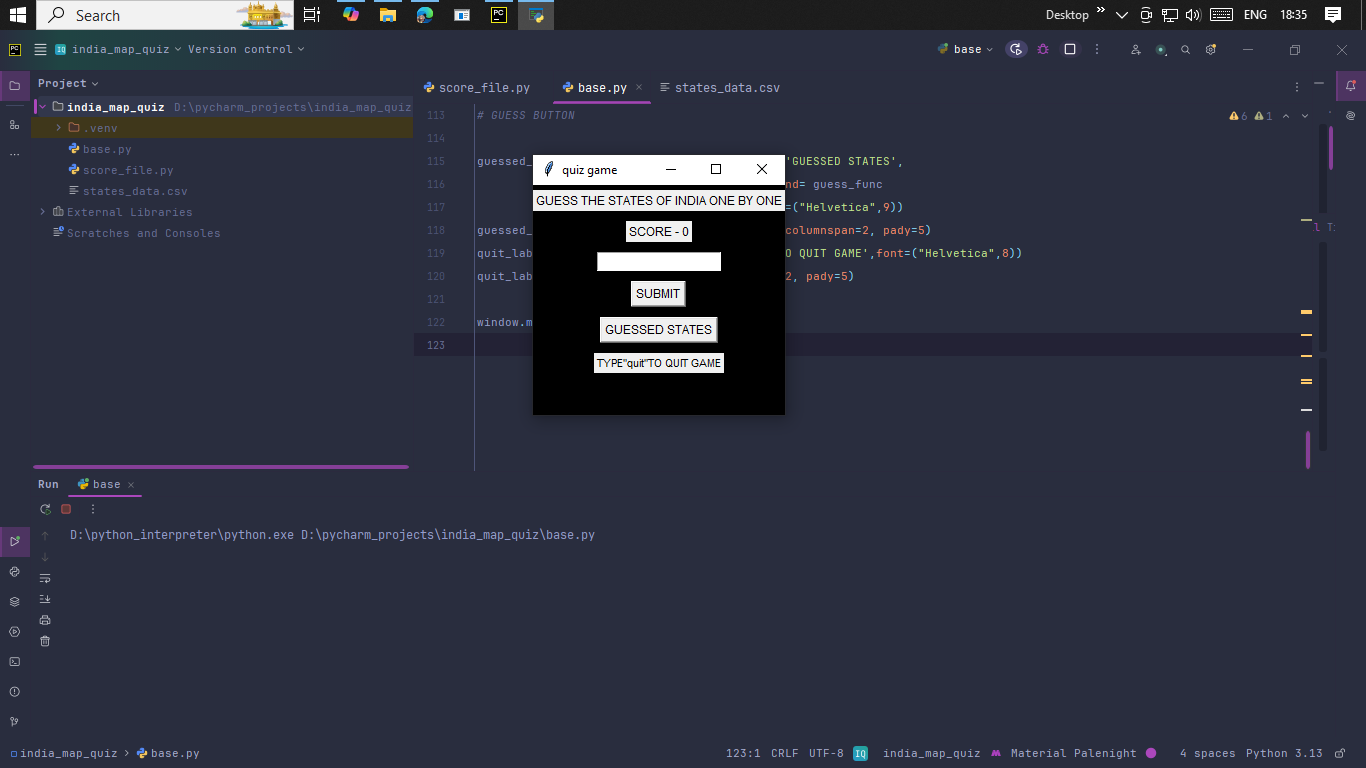 Search
Desktop
ENG
18:35
india_map_quiz
Version control
base
Project
score_file.py
base.py
states_data.csv
india_map_quiz D:\pycharm_projects\india_map_quiz
.venv
base.py
score_file.py
states_data.csv
External Libraries
Scratches and Consoles
6
1
113 # GUESS BUTTON
114
115 guessed_ 'GUESSED STATES',
116 nd= guess_func
117 =("Helvetica",9))
118 guessed_ columnspan=2, pady=5)
119 quit_lab O QUIT GAME',font=("Helvetica",8))
120 quit_lab 2, pady=5)
121
122 window.m
123
quiz game
GUESS THE STATES OF INDIA ONE BY ONE
SCORE - 0
SUBMIT
GUESSED STATES
TYPE"quit"TO QUIT GAME
Run
base
D:\python_interpreter\python.exe D:\pycharm_projects\india_map_quiz\base.py
india_map_quiz > base.py
123:1 CRLF UTF-8 IQ india_map_quiz Material Palenight 4 spaces Python 3.13